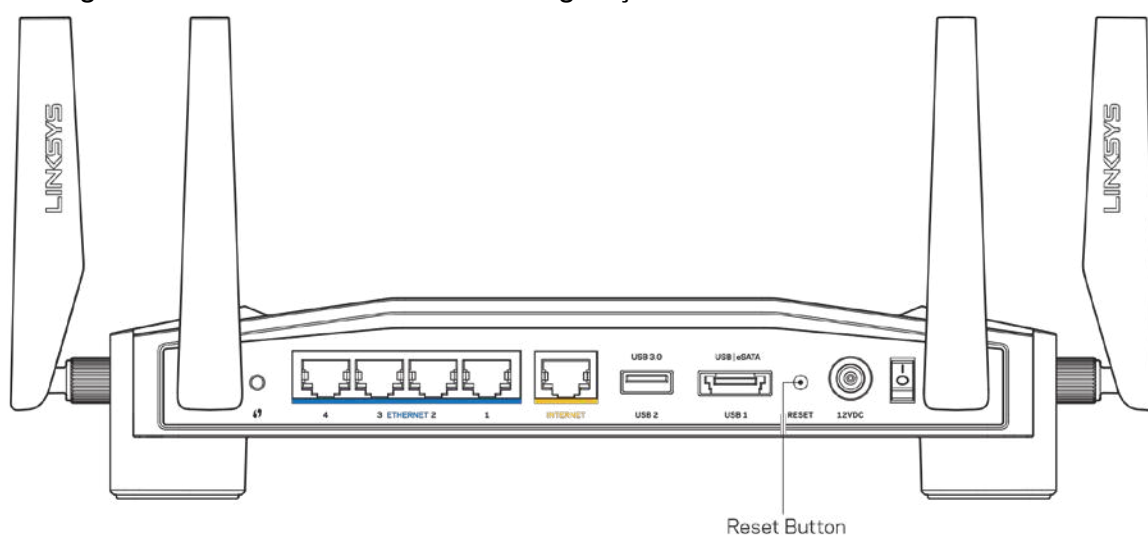 LINKSYS
LINKSYS
USB 3.0 USB | eSATA
4 3 ETHERNET 2 1 INTERNET USB 2 USB 1 RESET 12VDC
Reset Button